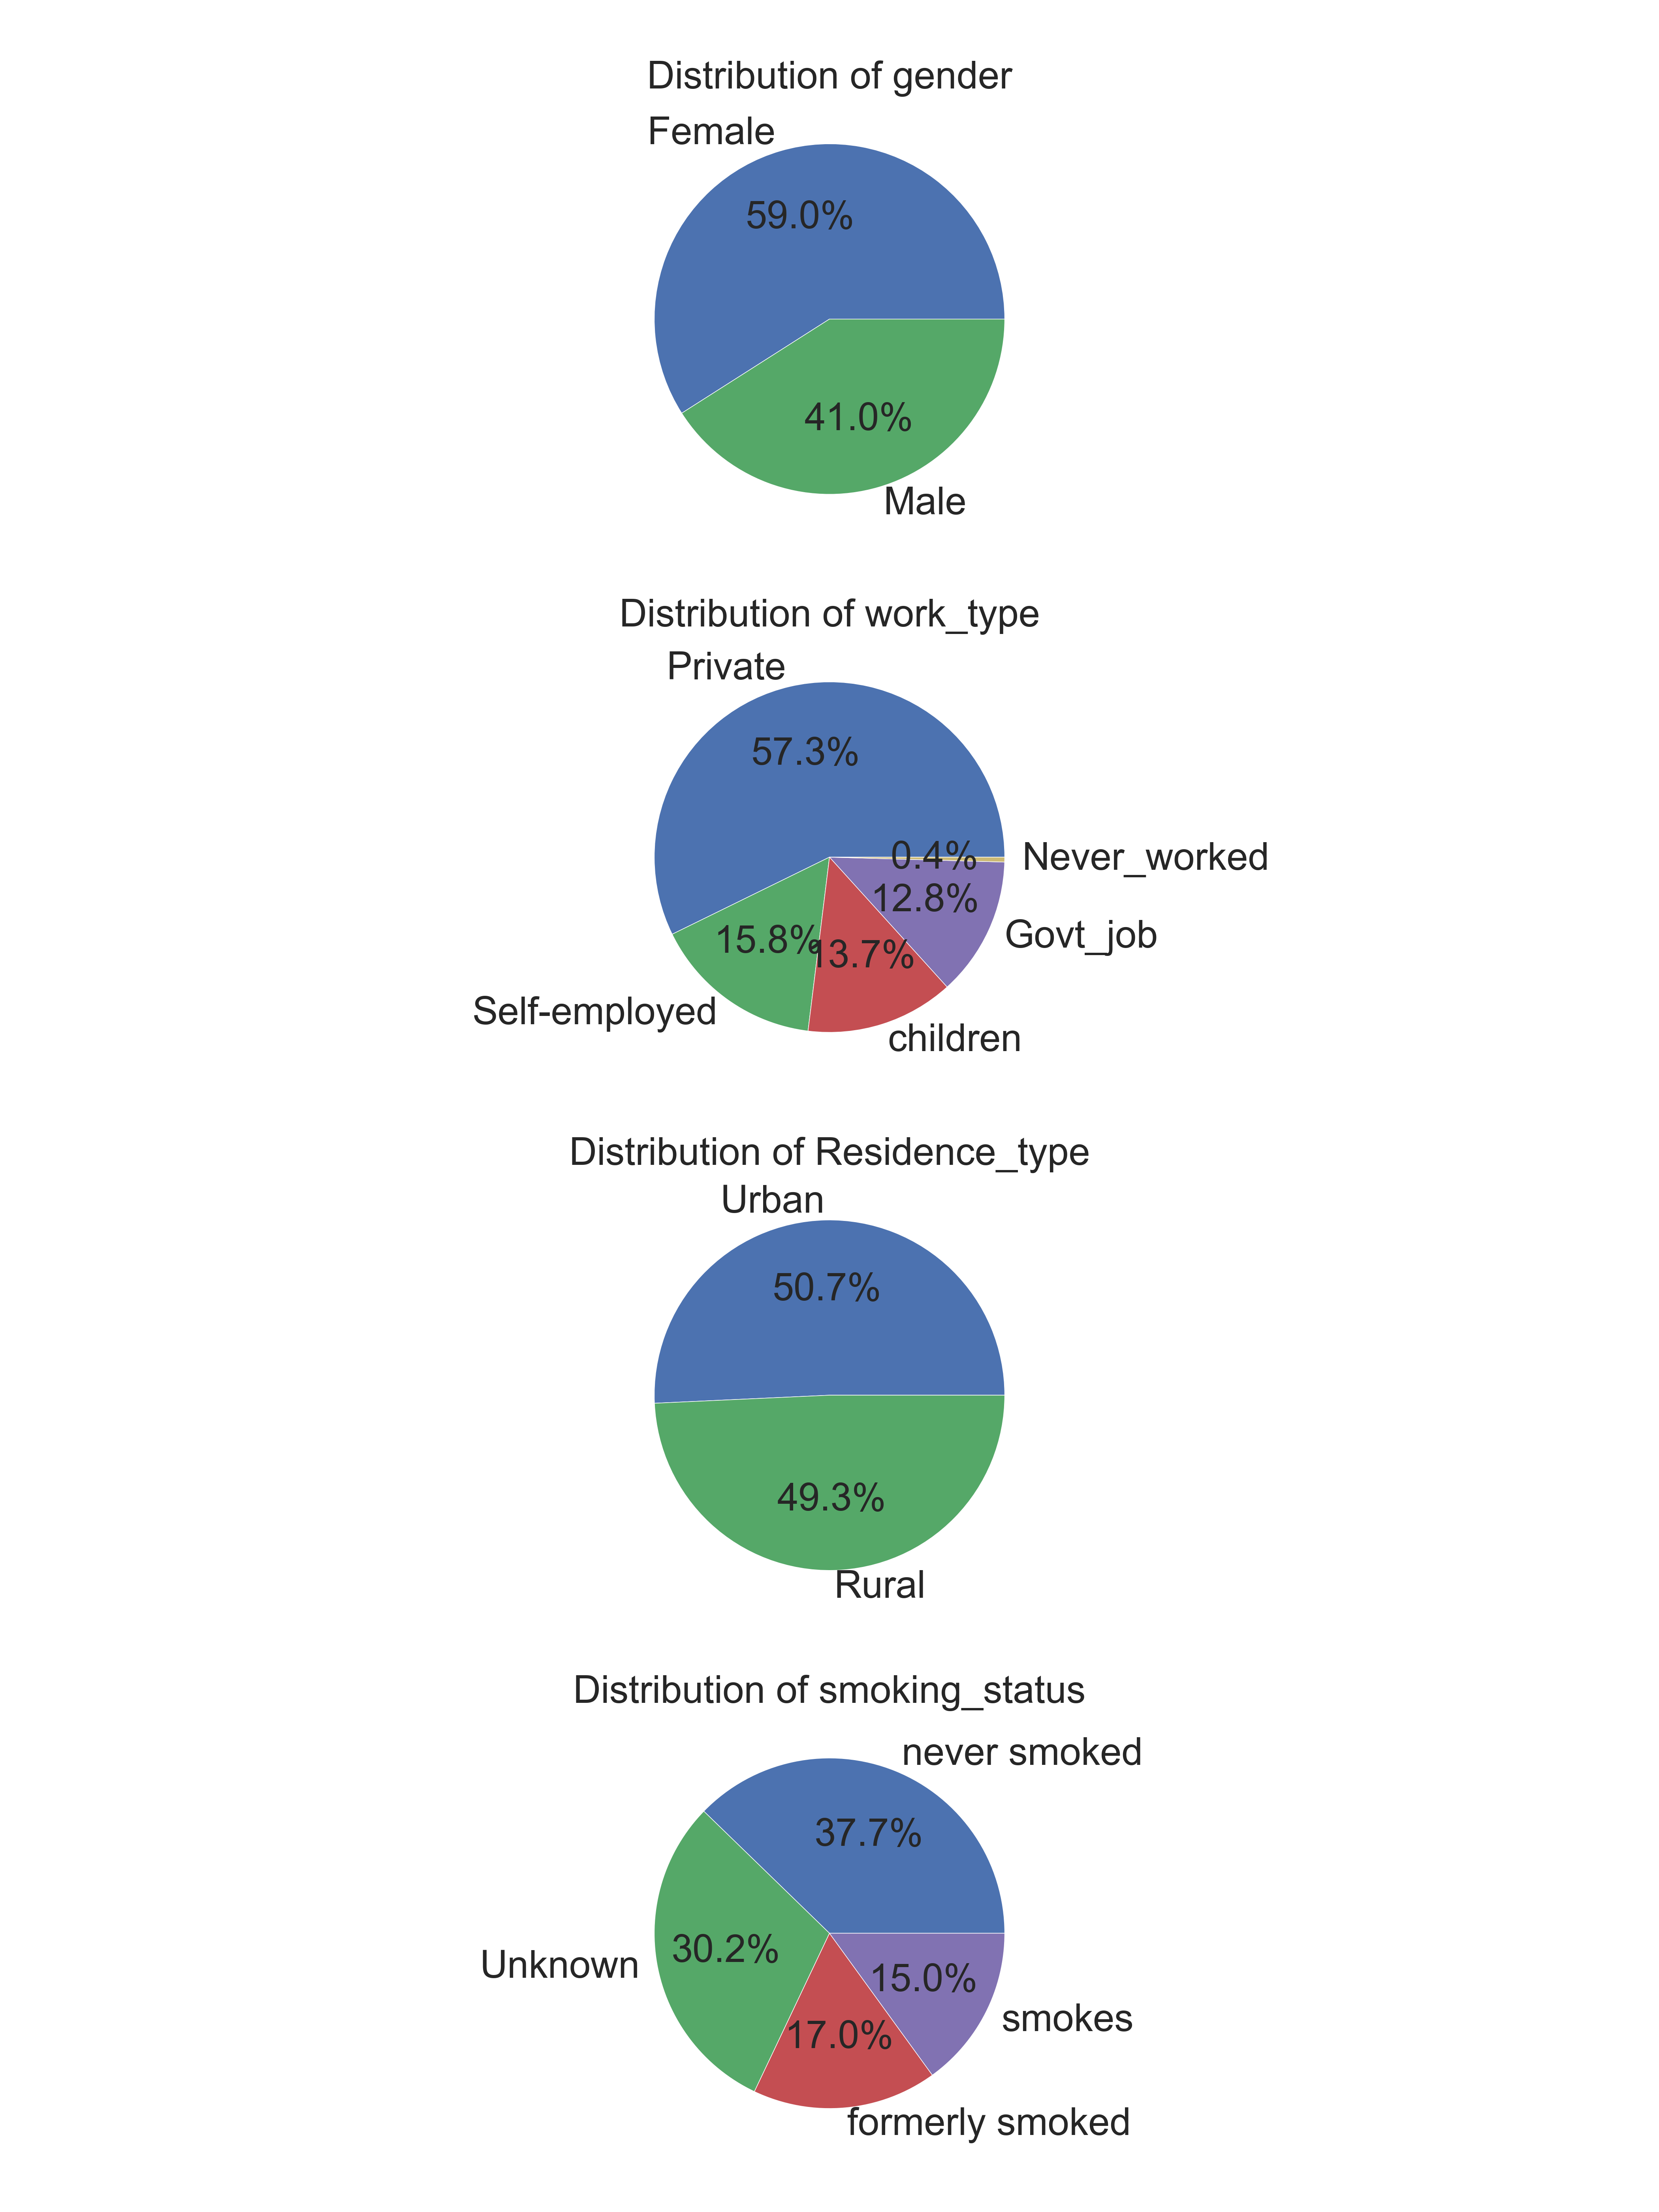 Distribution of gender
Female
59.0%
41.0%
Male
Distribution of work_type
Private
57.3%
0.4%
Never_worked
12.8%
Govt_job
15.8%
13.7%
Self-employed
children
Distribution of Residence_type
Urban
50.7%
49.3%
Rural
Distribution of smoking_status
never smoked
37.7%
30.2%
Unknown
15.0%
smokes
17.0%
formerly smoked